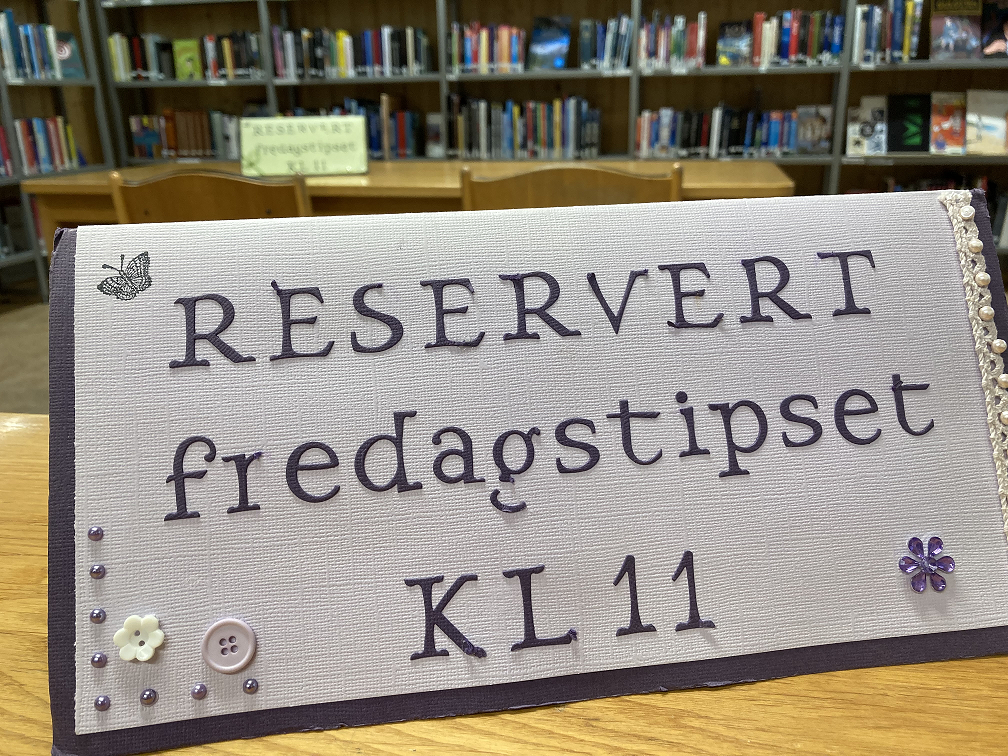 RESERVERT
fredagstipset
KL 11
RESERVERT
fredagstipset
KL 11